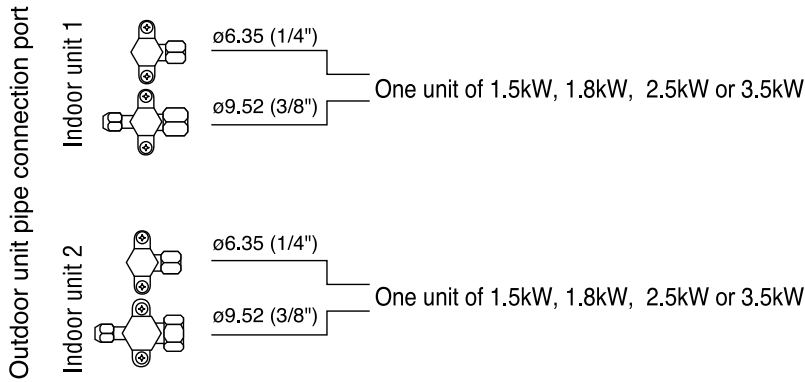 Outdoor unit pipe connection port
Indoor unit 1
ø6.35 (1/4")
ø9.52 (3/8")
One unit of 1.5kW, 1.8kW, 2.5kW or 3.5kW
Indoor unit 2
ø6.35 (1/4")
ø9.52 (3/8")
One unit of 1.5kW, 1.8kW, 2.5kW or 3.5kW